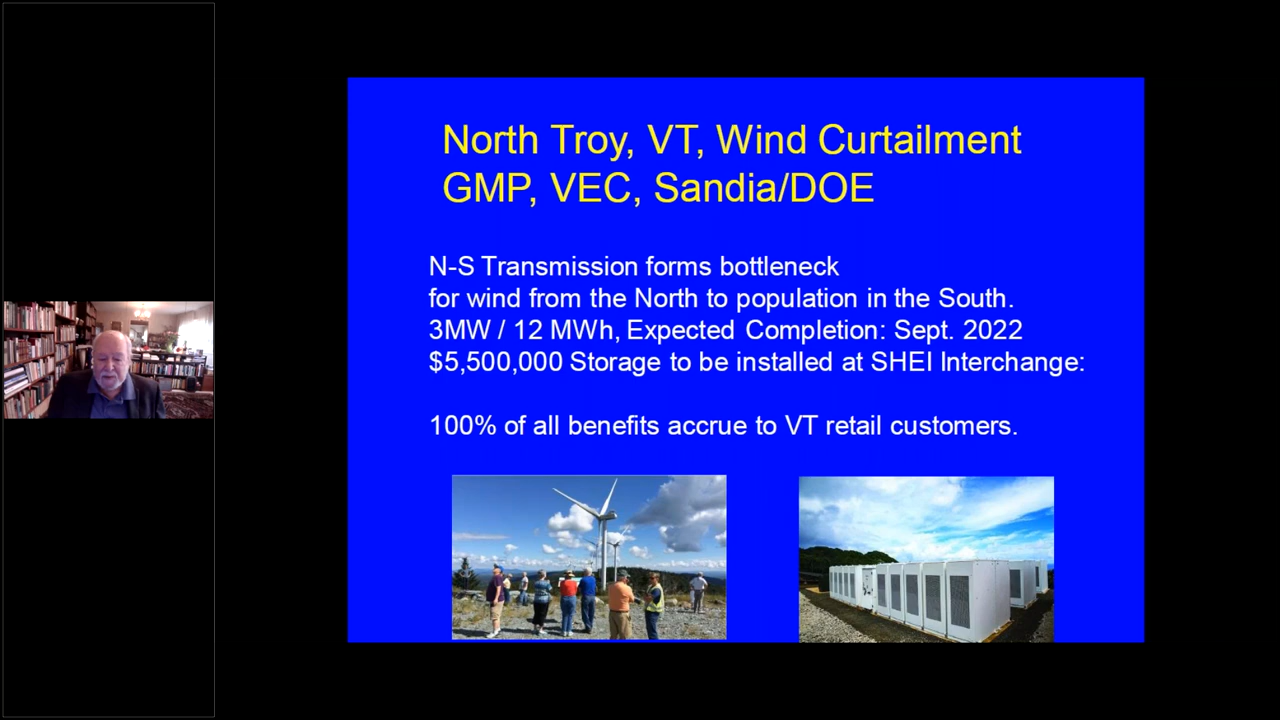 North Troy, VT, Wind Curtailment
GMP, VEC, Sandia/DOE
N-S Transmission forms bottleneck
for wind from the North to population in the South.
3MW / 12 MWh, Expected Completion: Sept. 2022
$5,500,000 Storage to be installed at SHEI Interchange:
100% of all benefits accrue to VT retail customers.